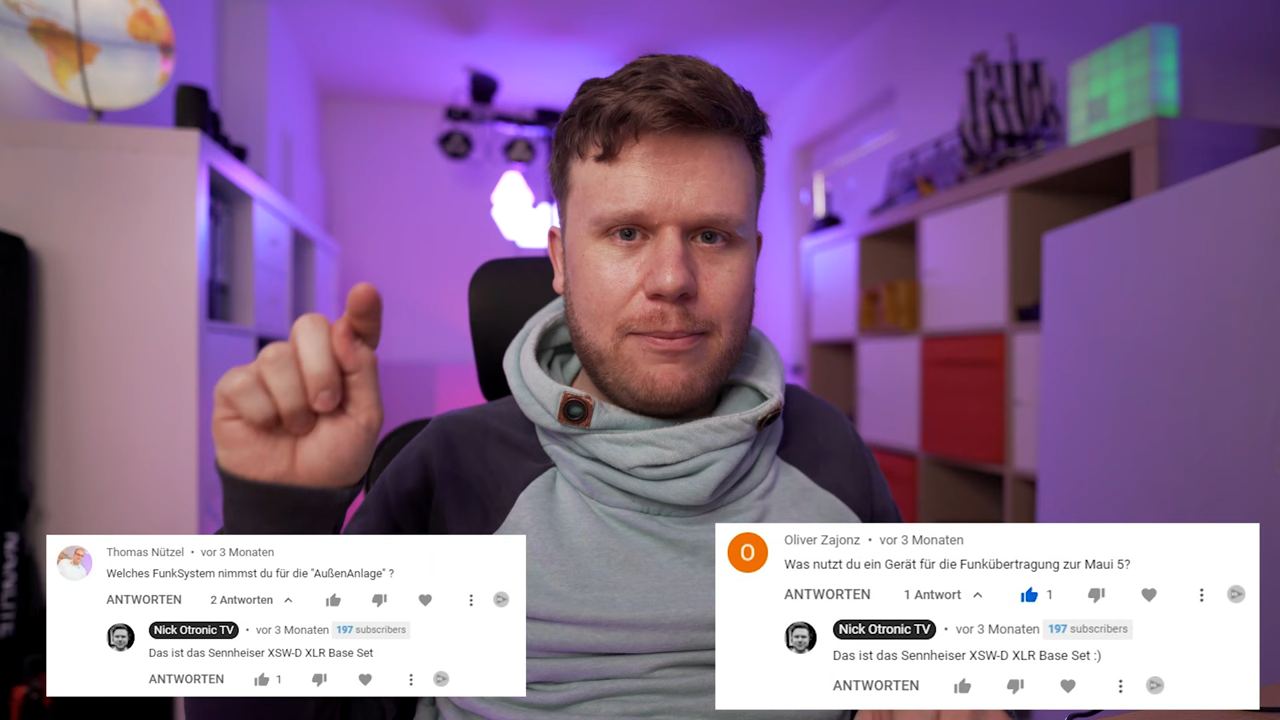 Thomas Nützel • vor 3 Monaten
Welches FunkSystem nimmst du für die "AußenAnlage" ?
ANTWORTEN 2 Antworten
Nick Otronic TV • vor 3 Monaten 197 subscribers
Das ist das Sennheiser XSW-D XLR Base Set
ANTWORTEN 1
O
Oliver Zajonz • vor 3 Monaten
Was nutzt du ein Gerät für die Funkübertragung zur Maui 5?
ANTWORTEN 1 Antwort 1
Nick Otronic TV • vor 3 Monaten 197 subscribers
Das ist das Sennheiser XSW-D XLR Base Set :)
ANTWORTEN